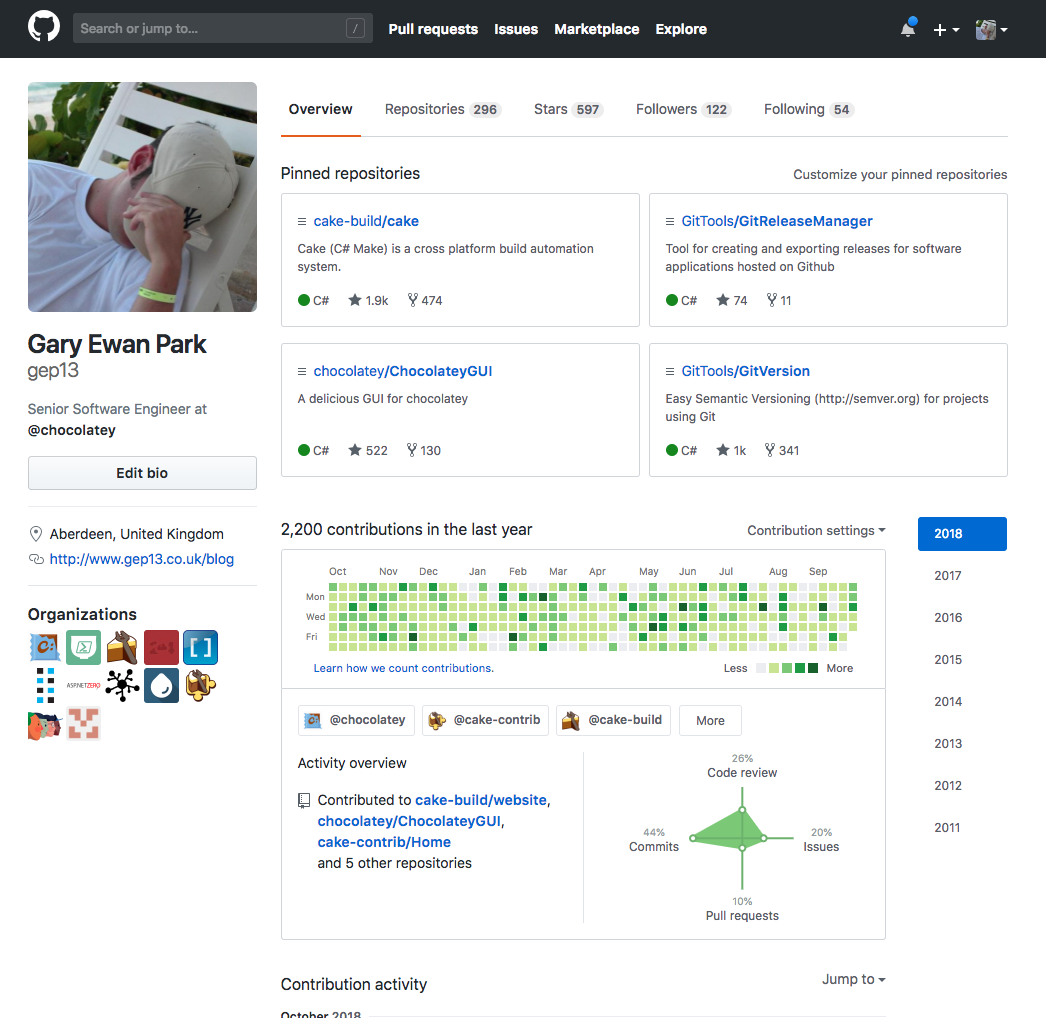 Search or jump to...
/
Pull requests
Issues
Marketplace
Explore
Overview
Repositories 296
Stars 597
Followers 122
Following 54
Gary Ewan Park
gep13
Senior Software Engineer at
@chocolatey
Edit bio
Aberdeen, United Kingdom
http://www.gep13.co.uk/blog
Organizations
ASP.NETZERO
Pinned repositories
Customize your pinned repositories
cake-build/cake
Cake (C# Make) is a cross platform build automation
system.
C# 1.9k 474
GitTools/GitReleaseManager
Tool for creating and exporting releases for software
applications hosted on Github
C# 74 11
chocolatey/ChocolateyGUI
A delicious GUI for chocolatey
C# 522 130
GitTools/GitVersion
Easy Semantic Versioning (http://semver.org) for projects
using Git
C# 1k 341
2,200 contributions in the last year
Contribution settings
Oct Nov Dec Jan Feb Mar Apr May Jun Jul Aug Sep
Mon
Wed
Fri
Learn how we count contributions.
Less More
@chocolatey
@cake-contrib
@cake-build
More
Activity overview
Contributed to cake-build/website,
chocolatey/ChocolateyGUI,
cake-contrib/Home
and 5 other repositories
26%
Code review
44%
Commits
20%
Issues
10%
Pull requests
2018
2017
2016
2015
2014
2013
2012
2011
Contribution activity
Jump to
October 2018